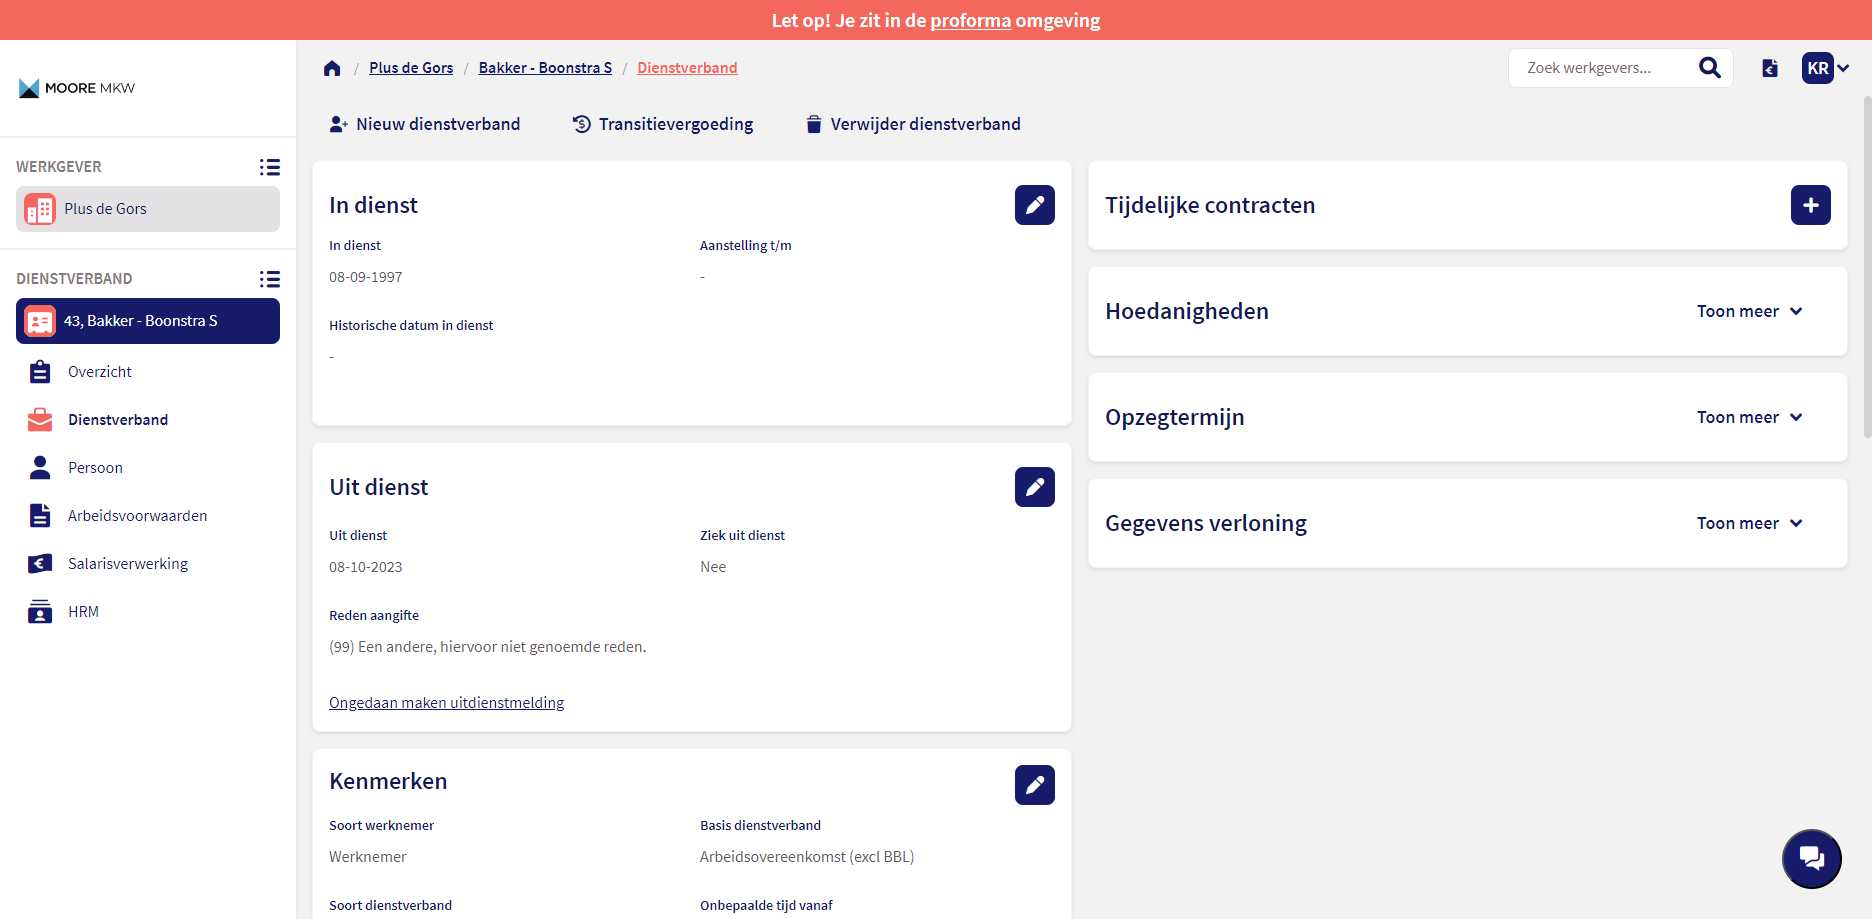 Let op! Je zit in de proforma omgeving
MOORE MKW
/ Plus de Gors / Bakker - Boonstra S / Dienstverband
Zoek werkgevers...
KR
Nieuw dienstverband
Transitievergoeding
Verwijder dienstverband
WERKGEVER
Plus de Gors
DIENSTVERBAND
43, Bakker - Boonstra S
Overzicht
Dienstverband
Persoon
Arbeidsvoorwaarden
Salarisverwerking
HRM
In dienst
In dienst
Aanstelling t/m
08-09-1997
-
Historische datum in dienst
-
Uit dienst
Uit dienst
Ziek uit dienst
08-10-2023
Nee
Reden aangifte
(99) Een andere, hiervoor niet genoemde reden.
Ongedaan maken uitdienstmelding
Kenmerken
Soort werknemer
Basis dienstverband
Werknemer
Arbeidsovereenkomst (excl BBL)
Soort dienstverband
Onbepaalde tijd vanaf
Tijdelijke contracten
Hoedanigheden
Toon meer
Opzegtermijn
Toon meer
Gegevens verloning
Toon meer